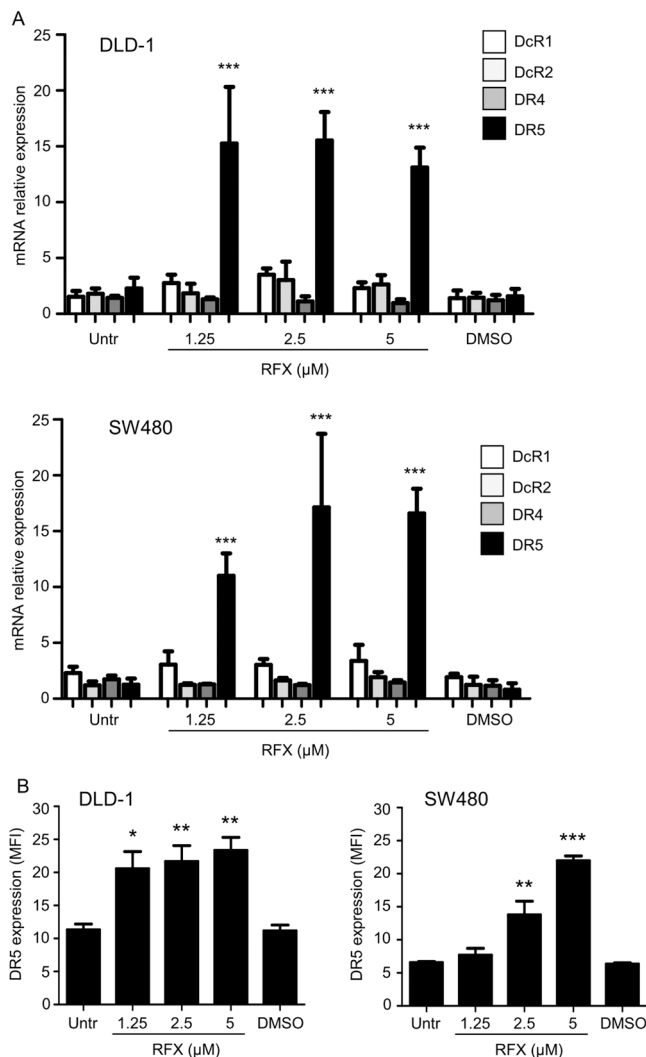 A
DLD-1
DcR1
DcR2
DR4
DR5
mRNA relative expression
25
20
15
10
5
0
***
***
***
Untr
1.25
2.5
5
DMSO
RFX (µM)
SW480
DcR1
DcR2
DR4
DR5
mRNA relative expression
25
20
15
10
5
0
***
***
***
Untr
1.25
2.5
5
DMSO
RFX (µM)
B
DLD-1
DR5 expression (MFI)
30
25
20
15
10
5
0
*
**
**
Untr
1.25
2.5
5
DMSO
RFX (µM)
SW480
DR5 expression (MFI)
30
25
20
15
10
5
0
**
***
Untr
1.25
2.5
5
DMSO
RFX (µM)